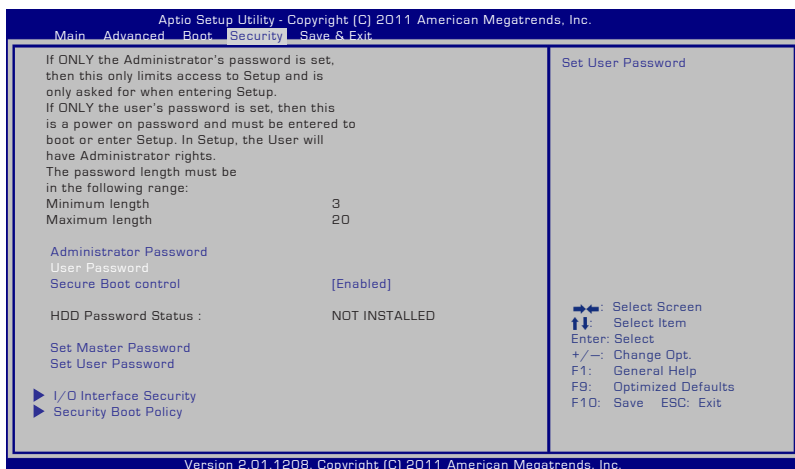 Aptio Setup Utility - Copyright (C) 2011 American Megatrends, Inc.
Main Advanced Boot Security Save & Exit
If ONLY the Administrator's password is set,
then this only limits access to Setup and is
only asked for when entering Setup.
If ONLY the user's password is set, then this
is a power on password and must be entered to
boot or enter Setup. In Setup, the User will
have Administrator rights.
The password length must be
in the following range:
Minimum length 3
Maximum length 20
Administrator Password
User Password
Secure Boot control [Enabled]
HDD Password Status : NOT INSTALLED
Set Master Password
Set User Password
I/O Interface Security
Security Boot Policy
Set User Password
→←: Select Screen
↑↓: Select Item
Enter: Select
+/—: Change Opt.
F1: General Help
F9: Optimized Defaults
F10: Save ESC: Exit
Version 2.01.1208. Copyright (C) 2011 American Megatrends, Inc.